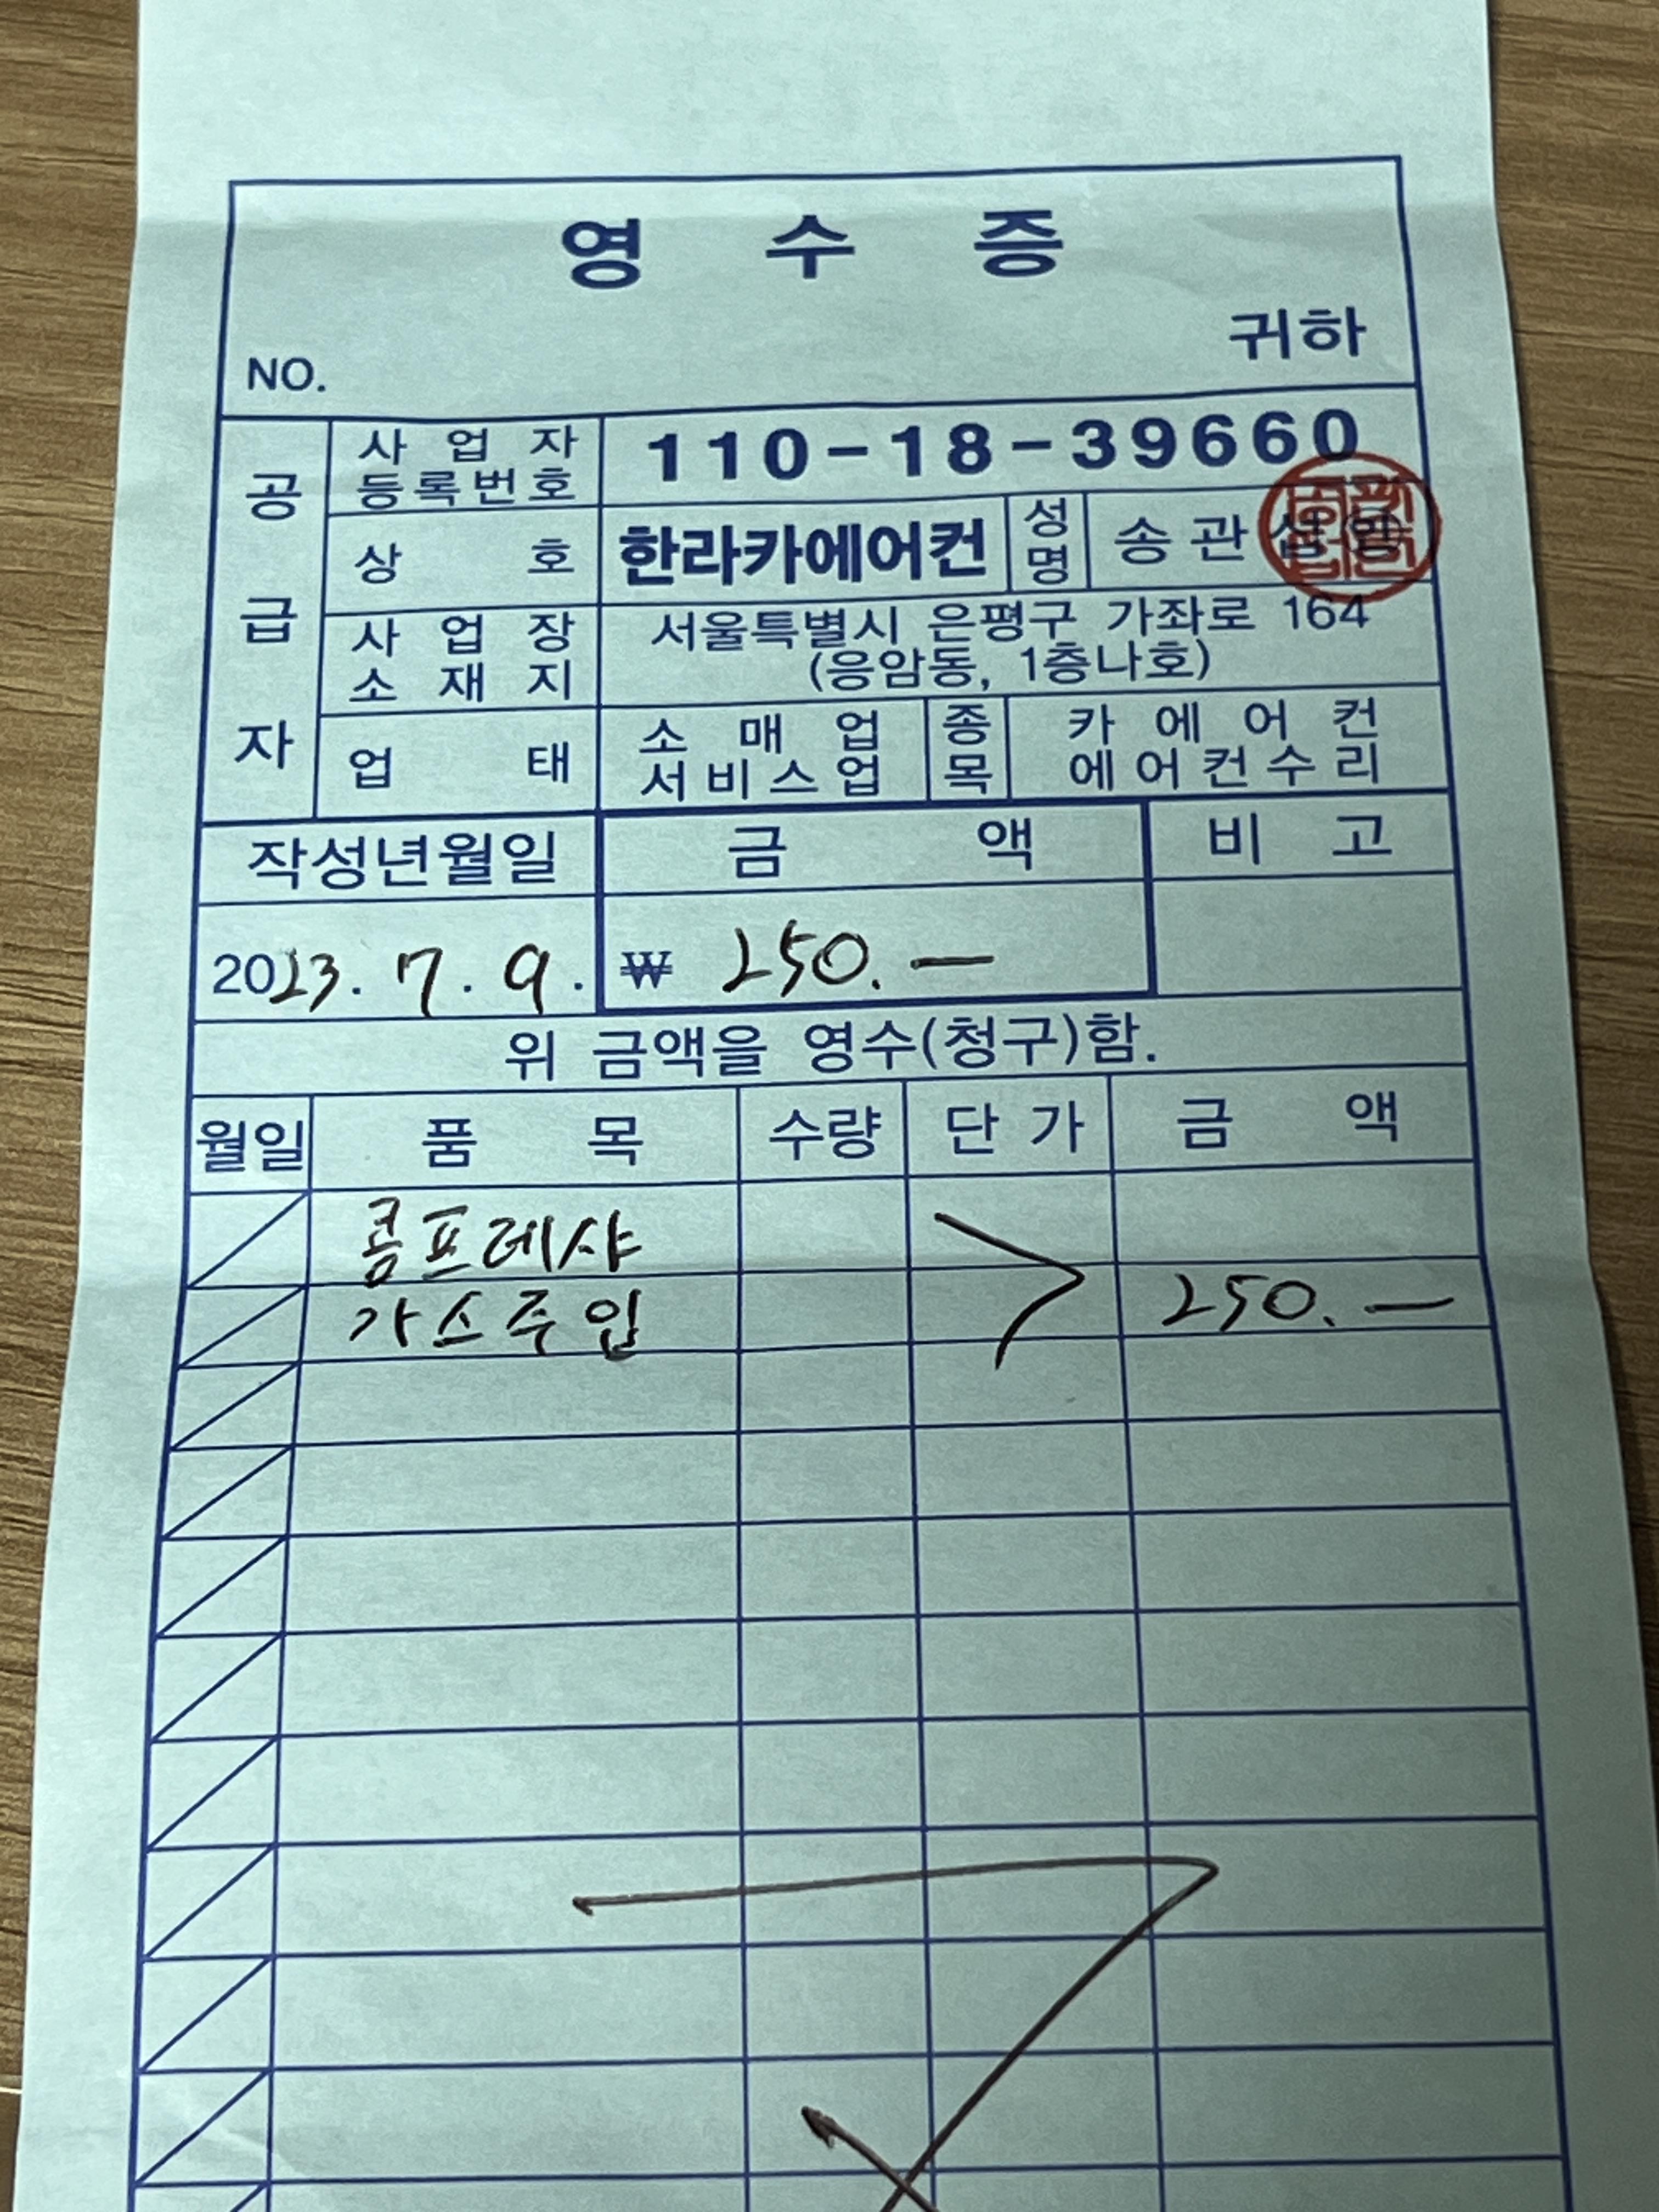 영 수 증
귀하
NO.
공급자
사업자등록번호 110-18-39660
상호 한라카에어컨 성명 송관섭
사업장소재지 서울특별시 은평구 가좌로 164
(응암동, 1층나호)
업태 소매업 서비스업 종목 카에어컨 에어컨수리
작성년월일 금액 비고
2023. 7. 9. ₩ 250.—
위 금액을 영수(청구)함.
월일 품목 수량 단가 금액
콤프레샤
가스주입 250.—